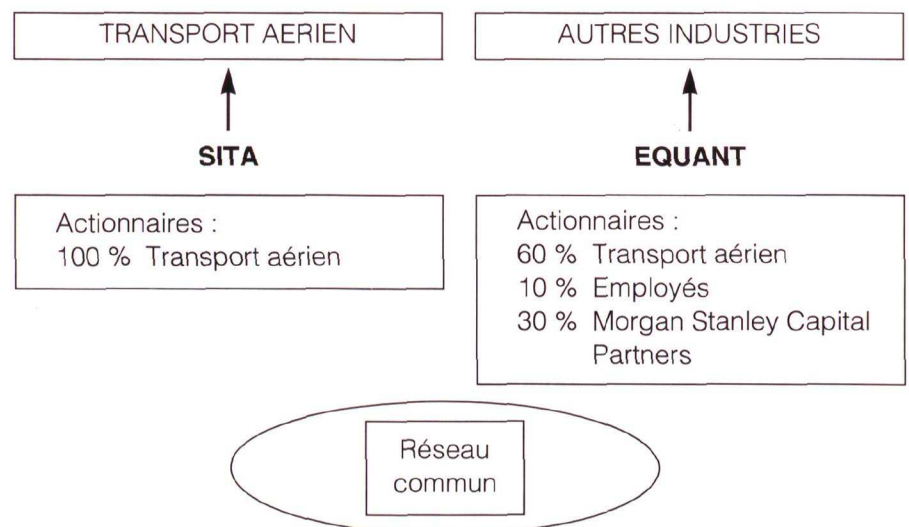 TRANSPORT AERIEN
AUTRES INDUSTRIES
SITA
EQUANT
Actionnaires :
100 % Transport aérien
Actionnaires :
60 % Transport aérien
10 % Employés
30 % Morgan Stanley Capital
Partners
Réseau
commun